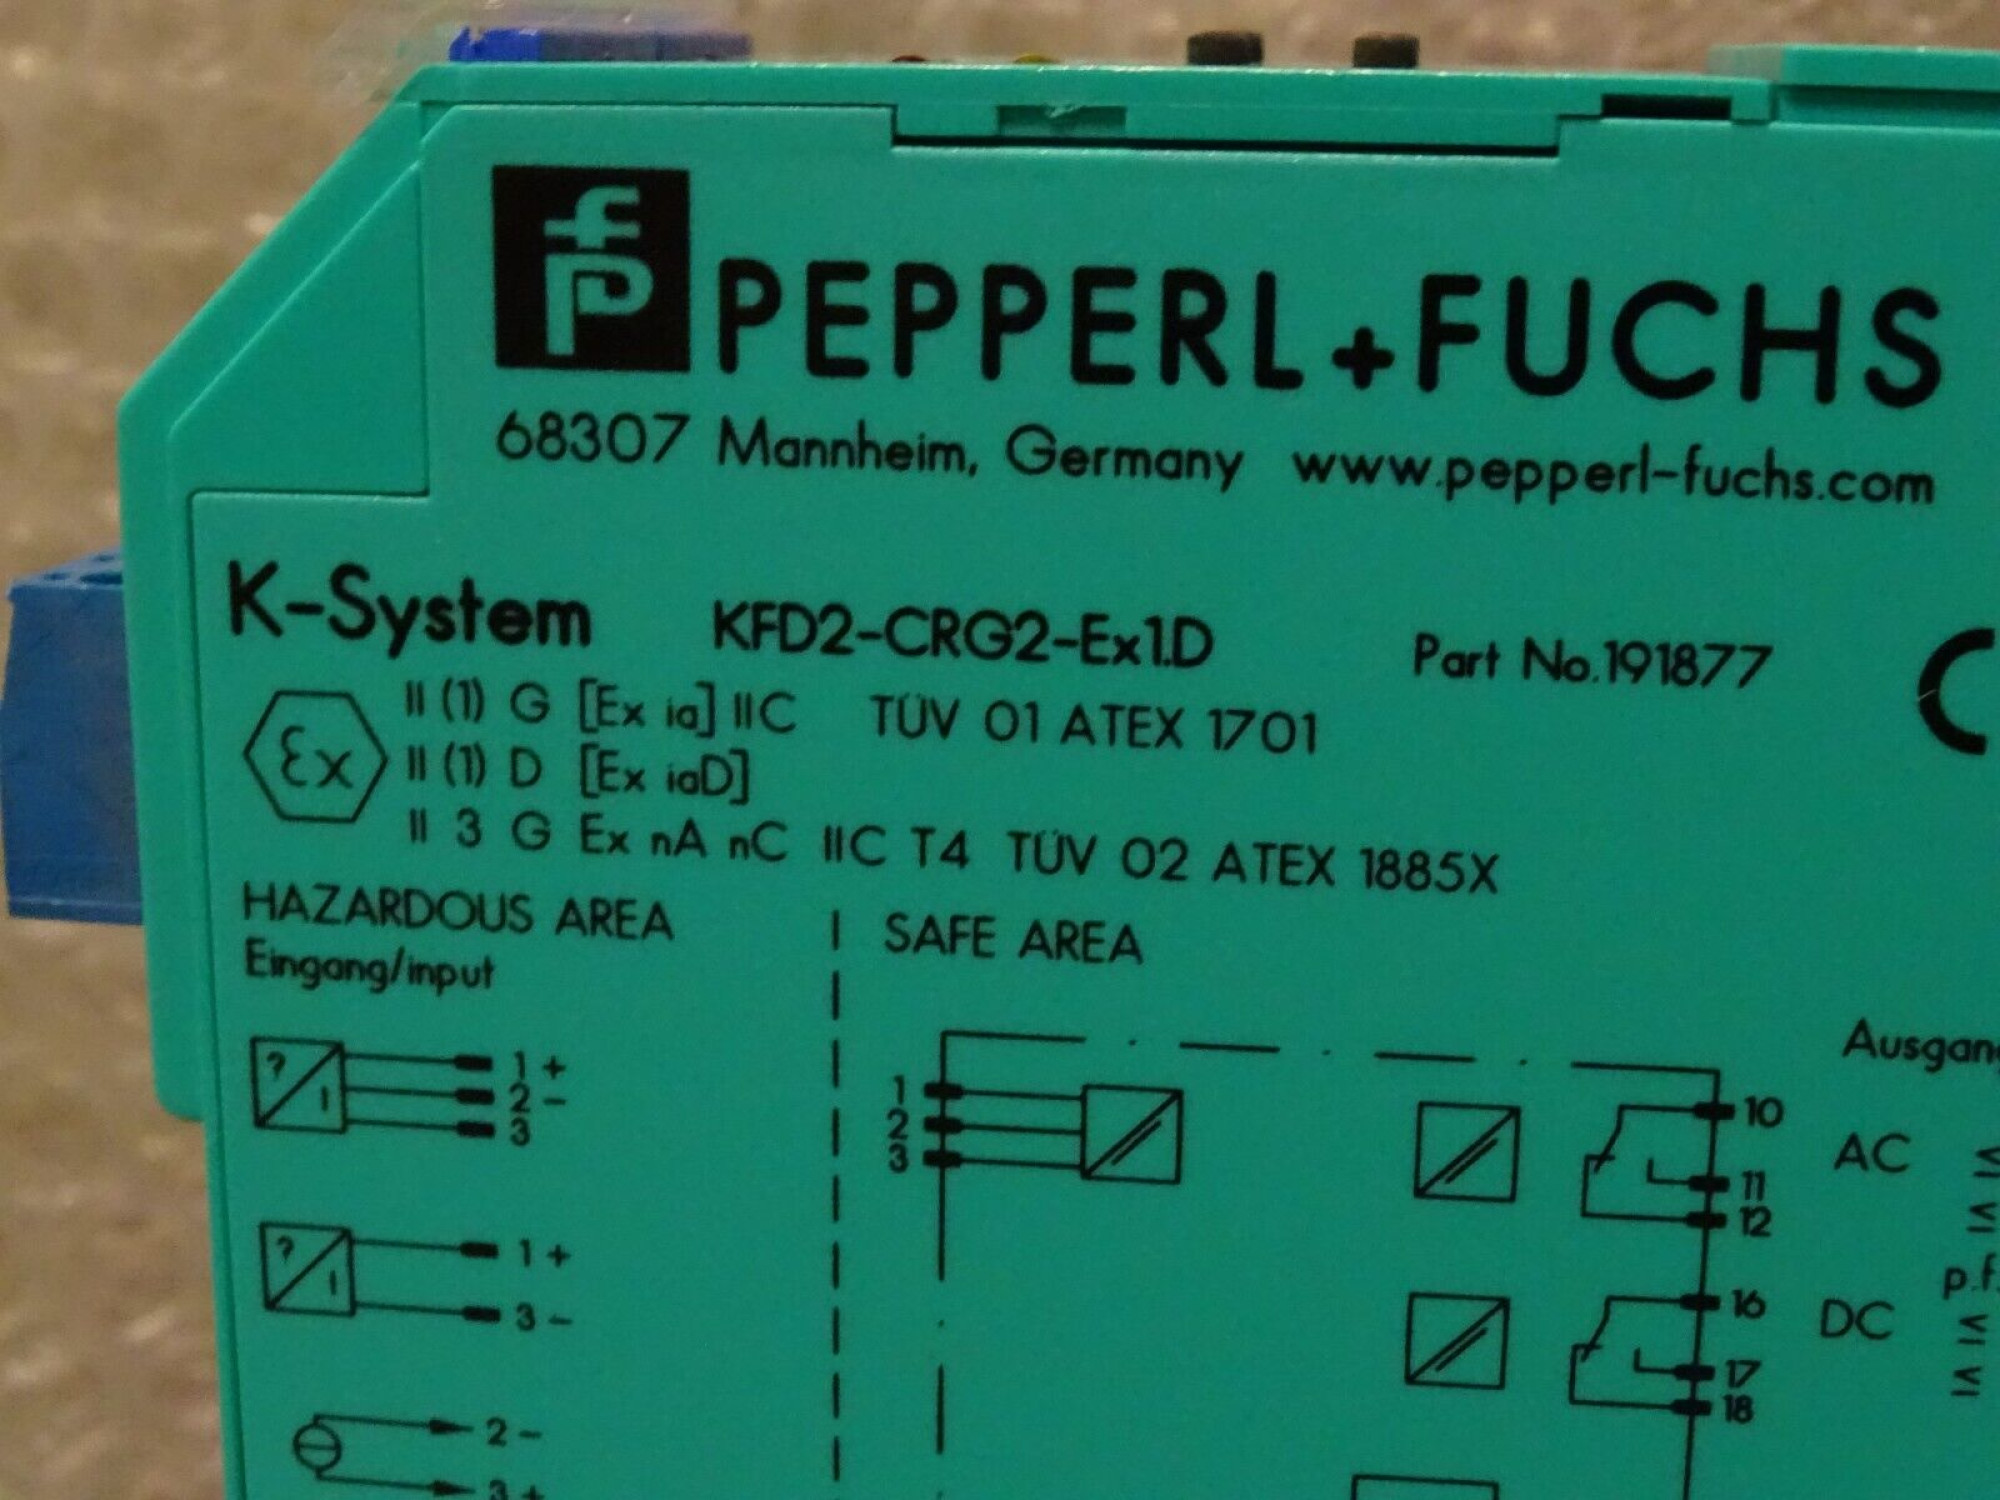 fp PEPPERL+FUCHS
68307 Mannheim, Germany www.pepperl-fuchs.com
K-System KFD2-CRG2-Ex1.D Part No.191877
Ex
II (1) G [Ex ia] IIC TÜV 01 ATEX 1701
II (1) D [Ex iaD]
II 3 G Ex nA nC IIC T4 TÜV 02 ATEX 1885X
HAZARDOUS AREA
SAFE AREA
Eingang/input
Ausgang
? I
1 +
2 -
3
? I
1 +
3 -
2 -
3 +
1
2
3
10
11
12
AC
16
17
18
DC
p.f.